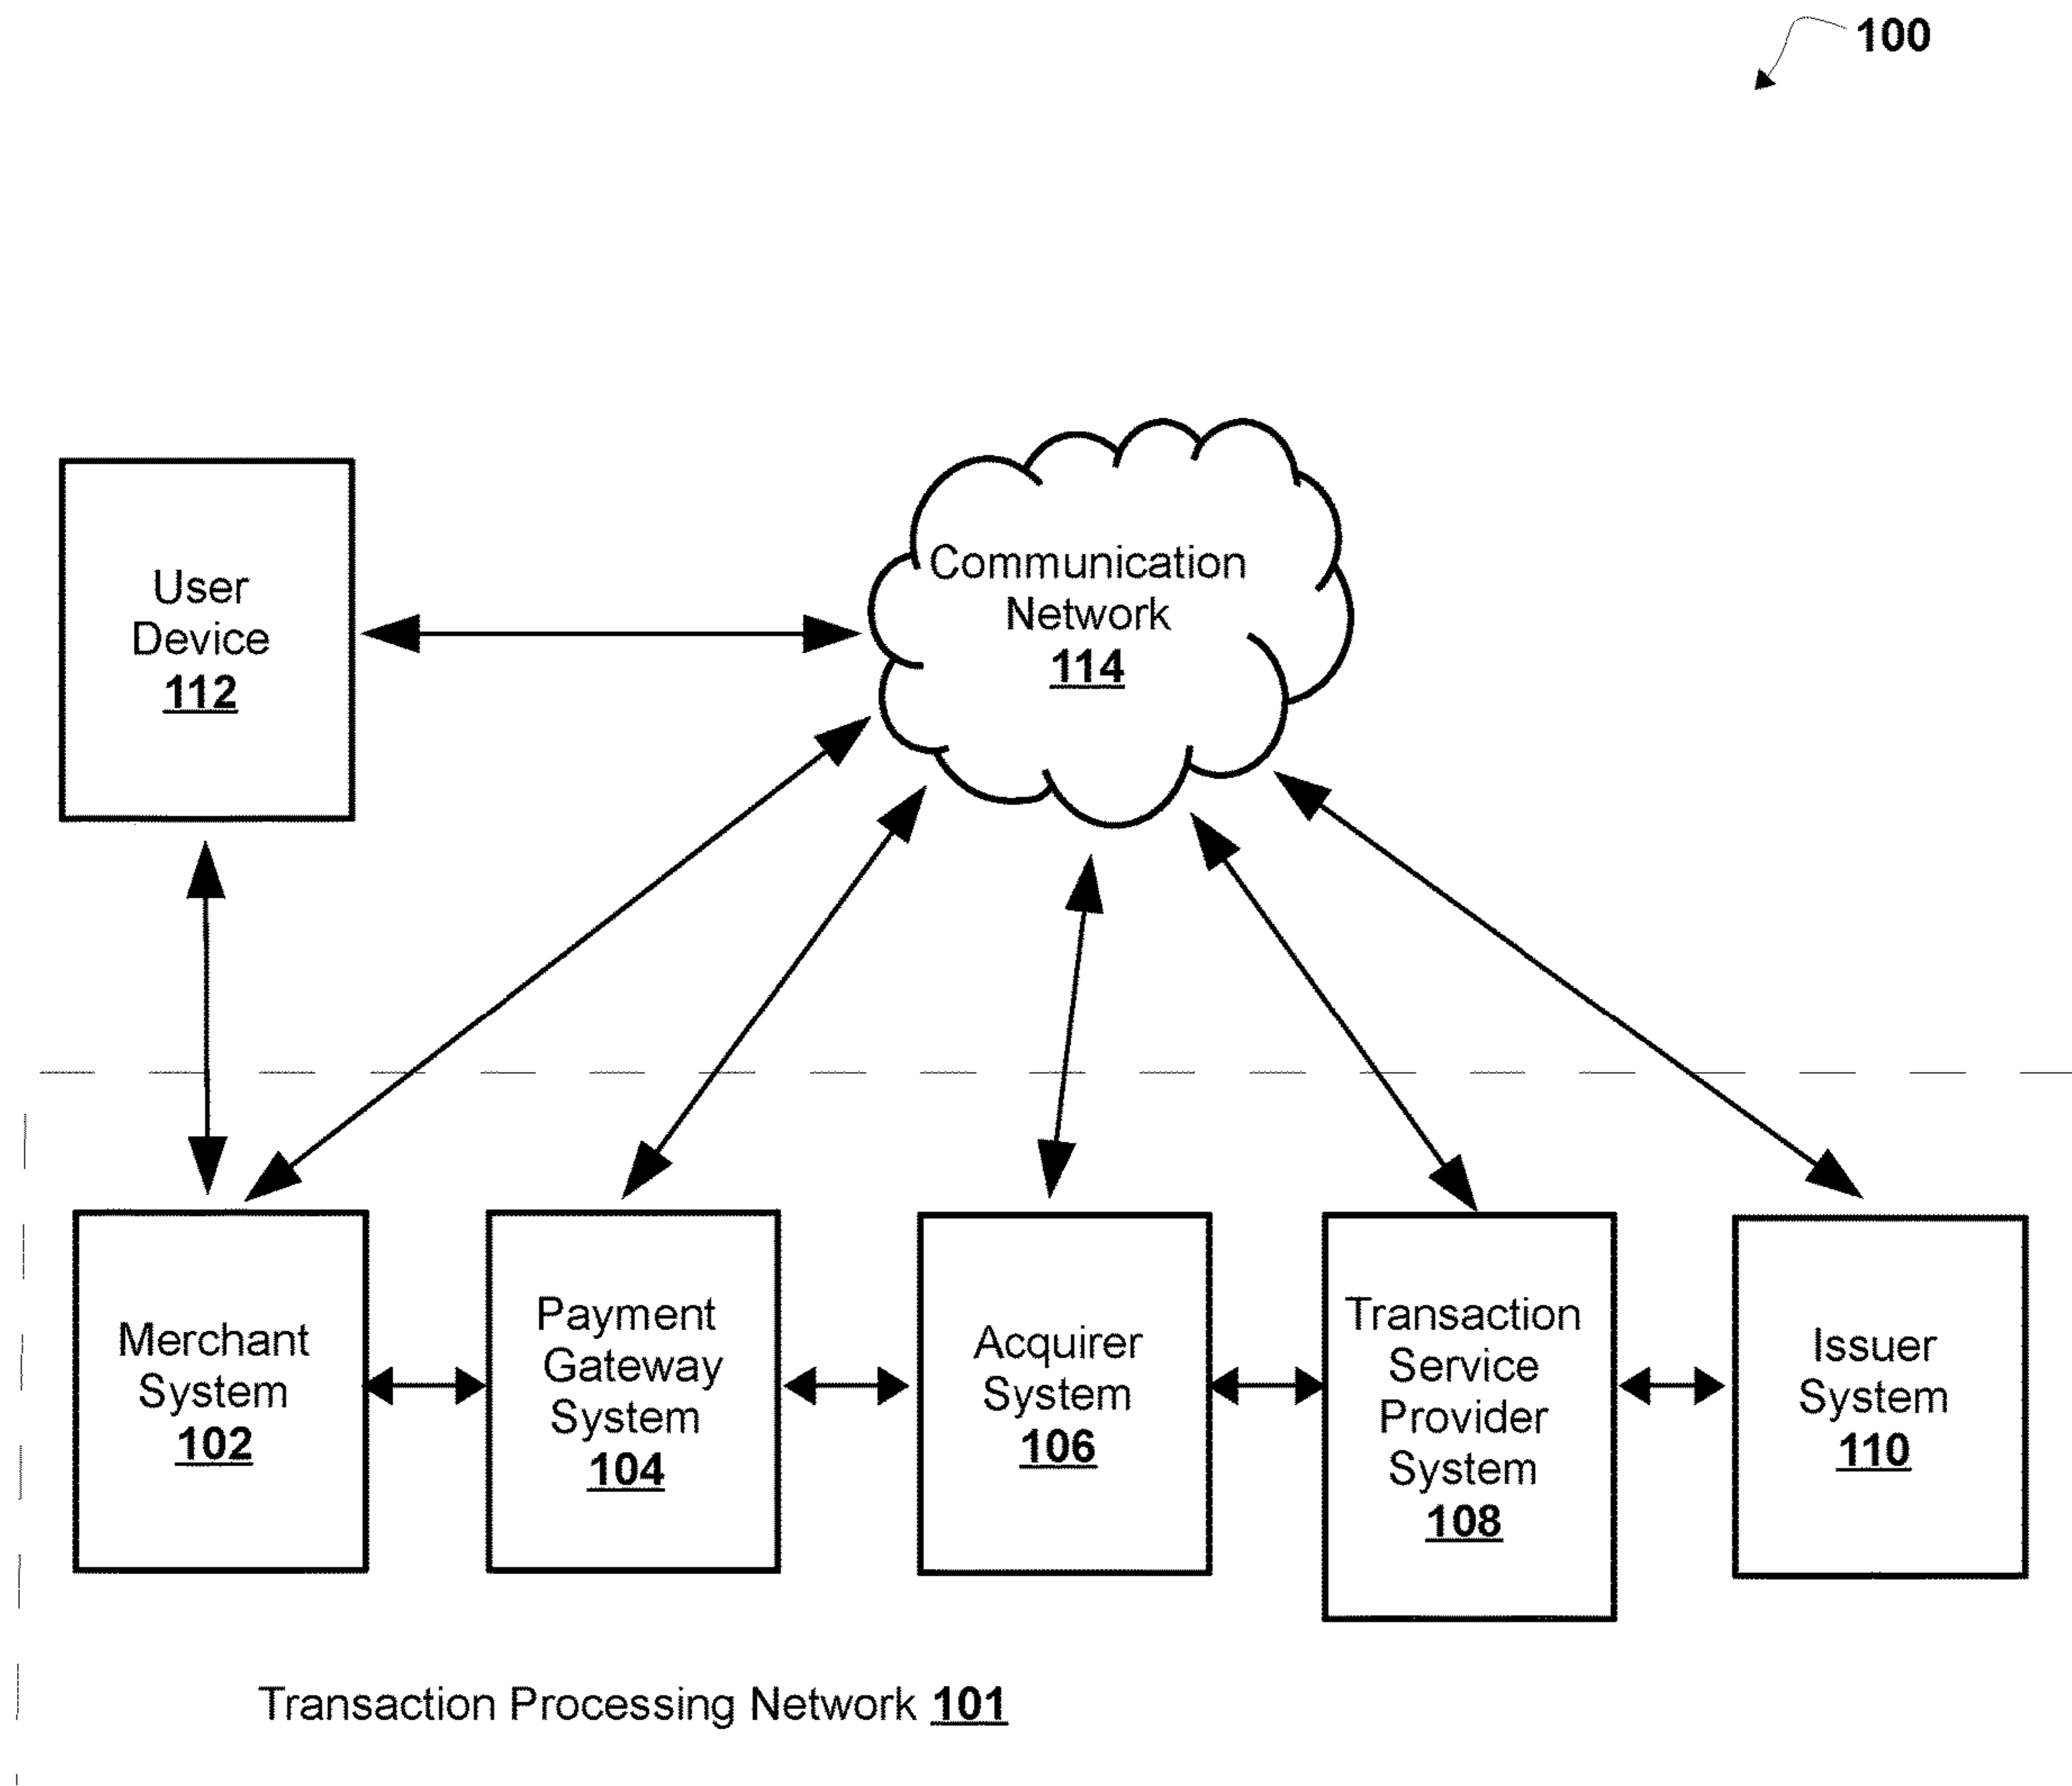 100
User
Device
112
Communication
Network
114
Merchant
System
102
Payment
Gateway
System
104
Acquirer
System
106
Transaction
Service
Provider
System
108
Issuer
System
110
Transaction Processing Network 101